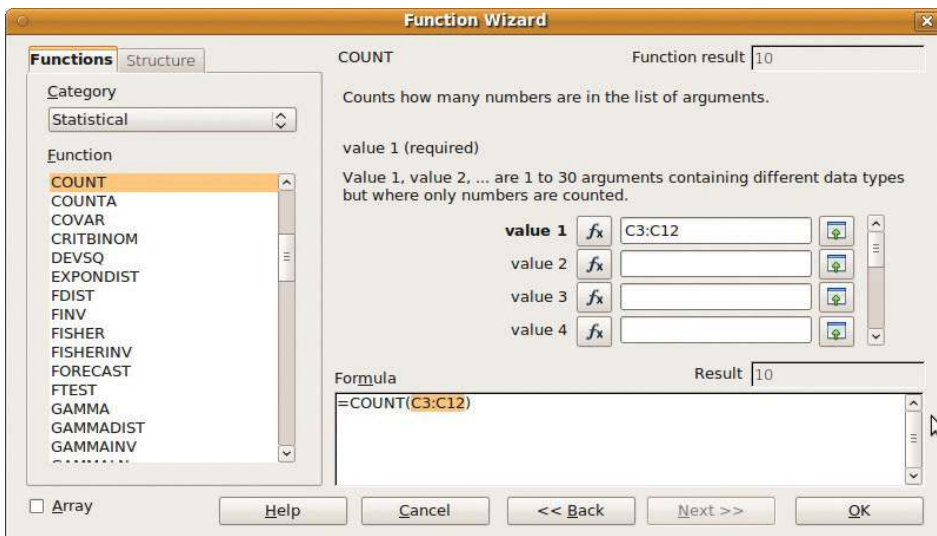 Function Wizard
Functions Structure
Category
Statistical
Function
COUNT
COUNTA
COVAR
CRITBINOM
DEVSQ
EXPONDIST
FDIST
FINV
FISHER
FISHERINV
FORECAST
FTEST
GAMMA
GAMMADIST
GAMMAINV
COUNT
Function result 10
Counts how many numbers are in the list of arguments.
value 1 (required)
Value 1, value 2, ... are 1 to 30 arguments containing different data types
but where only numbers are counted.
value 1 fx C3:C12
value 2 fx
value 3 fx
value 4 fx
Formula
Result 10
=COUNT(C3:C12)
Array
Help
Cancel
<< Back
Next >>
OK